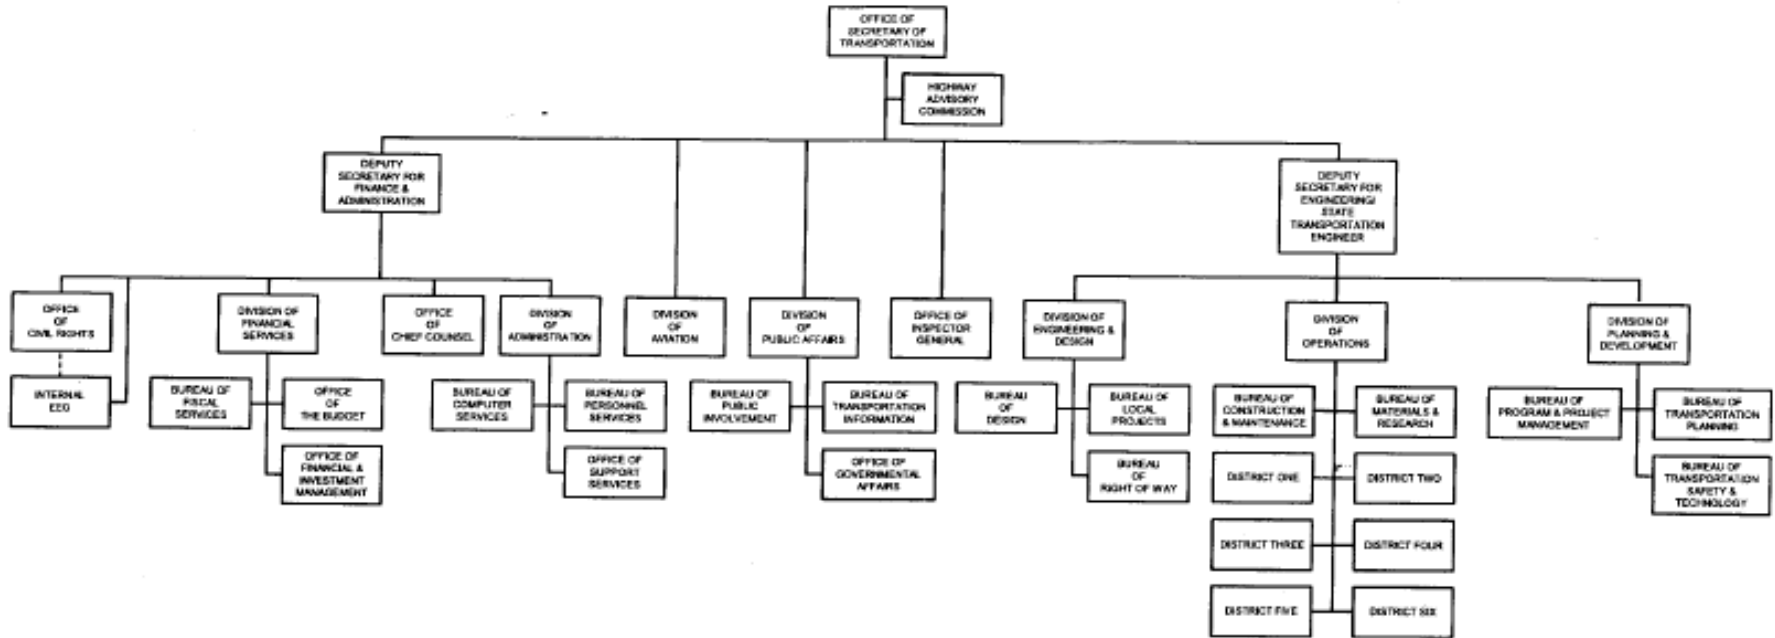 OFFICE OF
SECRETARY OF
TRANSPORTATION
HIGHWAY
ADVISORY
COMMISSION
DEPUTY
SECRETARY FOR
FINANCE &
ADMINISTRATION
DEPUTY
SECRETARY FOR
ENGINEERING/
STATE
TRANSPORTATION
ENGINEER
OFFICE
OF
CIVIL RIGHTS
DIVISION OF
FINANCIAL
SERVICES
OFFICE
OF
CHIEF COUNSEL
DIVISION
OF
ADMINISTRATION
DIVISION
OF
AVIATION
DIVISION
OF
PUBLIC AFFAIRS
OFFICE OF
INSPECTOR
GENERAL
DIVISION OF
ENGINEERING &
DESIGN
DIVISION
OF
OPERATIONS
DIVISION OF
PLANNING &
DEVELOPMENT
INTERNAL
EEO
BUREAU OF
FISCAL
SERVICES
OFFICE
OF
THE BUDGET
BUREAU OF
COMPUTER
SERVICES
BUREAU OF
PERSONNEL
SERVICES
BUREAU OF
PUBLIC
INVOLVEMENT
BUREAU OF
TRANSPORTATION
INFORMATION
BUREAU
OF
DESIGN
BUREAU OF
LOCAL
PROJECTS
BUREAU OF
CONSTRUCTION
& MAINTENANCE
BUREAU OF
MATERIALS &
RESEARCH
BUREAU OF
PROGRAM & PROJECT
MANAGEMENT
BUREAU OF
TRANSPORTATION
PLANNING
OFFICE OF
FINANCIAL &
INVESTMENT
MANAGEMENT
OFFICE OF
SUPPORT
SERVICES
OFFICE OF
GOVERNMENTAL
AFFAIRS
BUREAU
OF
RIGHT OF WAY
DISTRICT ONE
DISTRICT TWO
BUREAU OF
TRANSPORTATION
SAFETY &
TECHNOLOGY
DISTRICT THREE
DISTRICT FOUR
DISTRICT FIVE
DISTRICT SIX